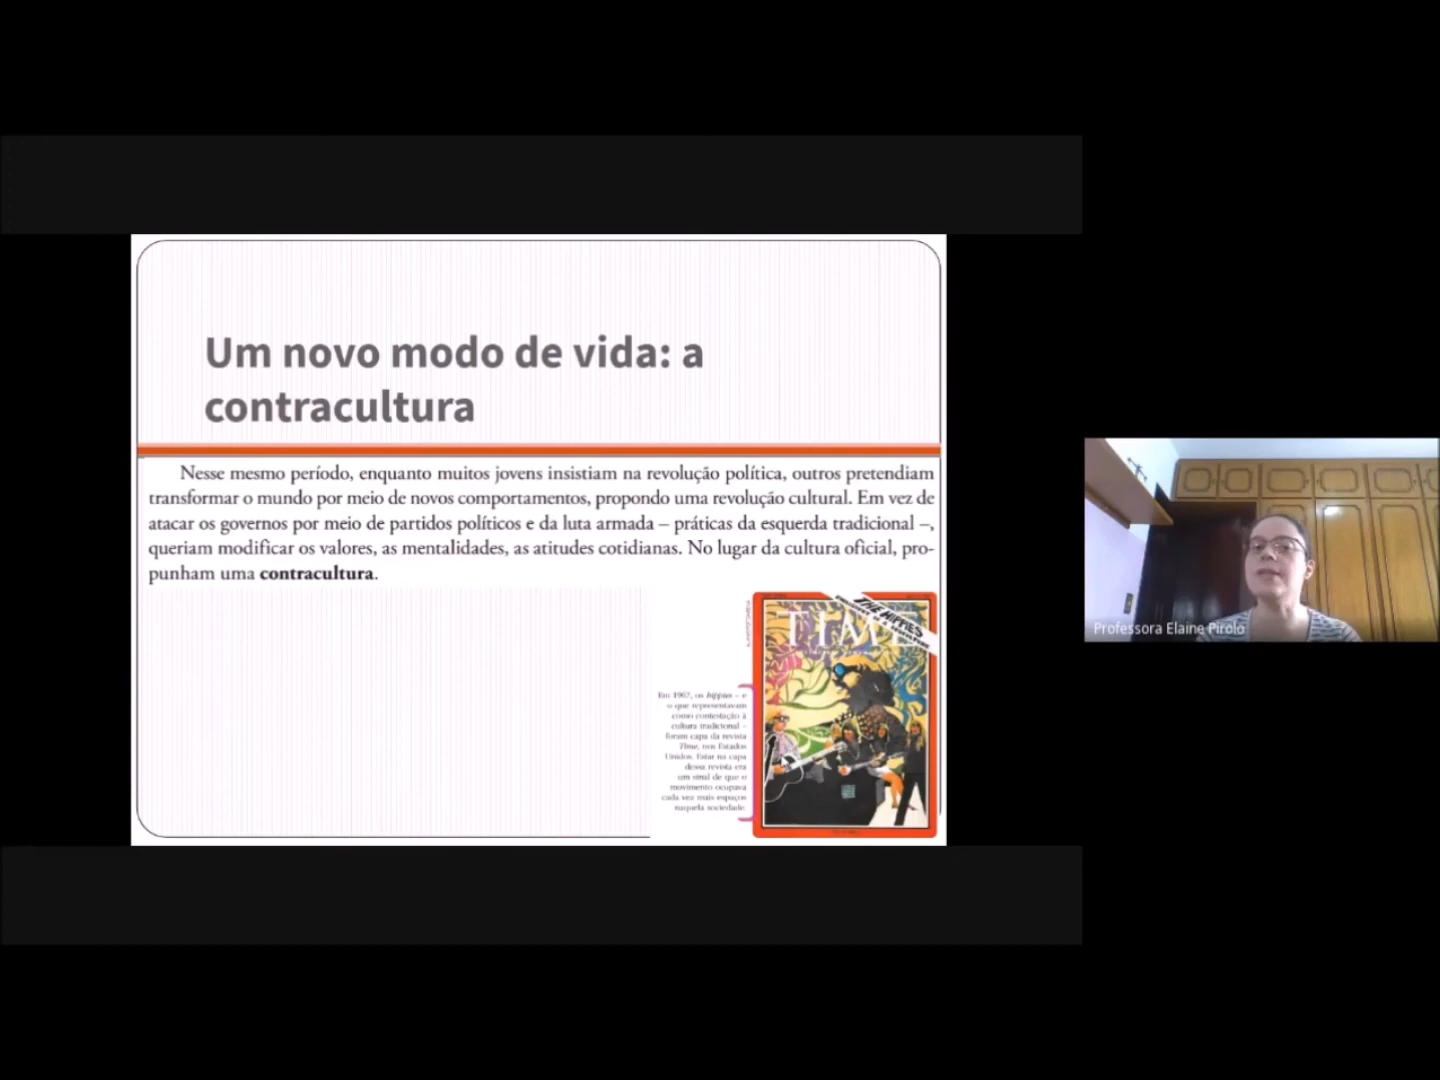 Um novo modo de vida: a
contracultura
Nesse mesmo período, enquanto muitos jovens insistiam na revolução política, outros pretendiam
transformar o mundo por meio de novos comportamentos, propondo uma revolução cultural. Em vez de
atacar os governos por meio de partidos políticos e da luta armada – práticas da esquerda tradicional –,
queriam modificar os valores, as mentalidades, as atitudes cotidianas. No lugar da cultura oficial, pro-
punham uma contracultura.
THE HIPPIES
TIME
Em 1967, os hippies – e
o que representavam
como contestação à
cultura tradicional –
foram capa da revista
Time, nos Estados
Unidos. Estar na capa
dessa revista era
um sinal de que o
movimento ocupava
cada vez mais espaços
naquela sociedade.
Professora Elaine Pirolo